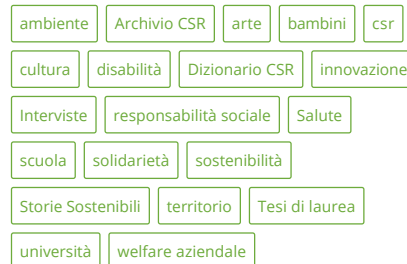 ambiente Archivio CSR arte bambini csr
cultura disabilità Dizionario CSR innovazione
Interviste responsabilità sociale Salute
scuola solidarietà sostenibilità
Storie Sostenibili territorio Tesi di laurea
università welfare aziendale